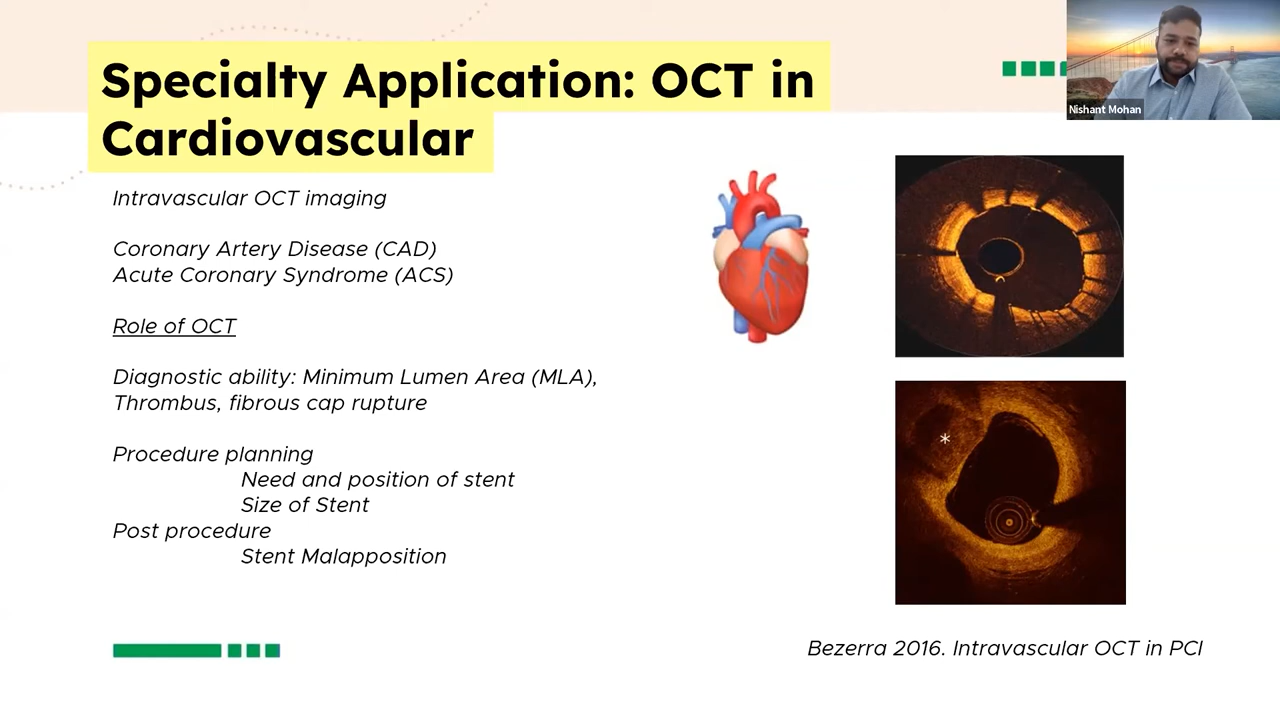 Specialty Application: OCT in
Cardiovascular
Nishant Mohan
Intravascular OCT imaging
Coronary Artery Disease (CAD)
Acute Coronary Syndrome (ACS)
Role of OCT
Diagnostic ability: Minimum Lumen Area (MLA),
Thrombus, fibrous cap rupture
Procedure planning
Need and position of stent
Size of Stent
Post procedure
Stent Malapposition
*
Bezerra 2016. Intravascular OCT in PCI